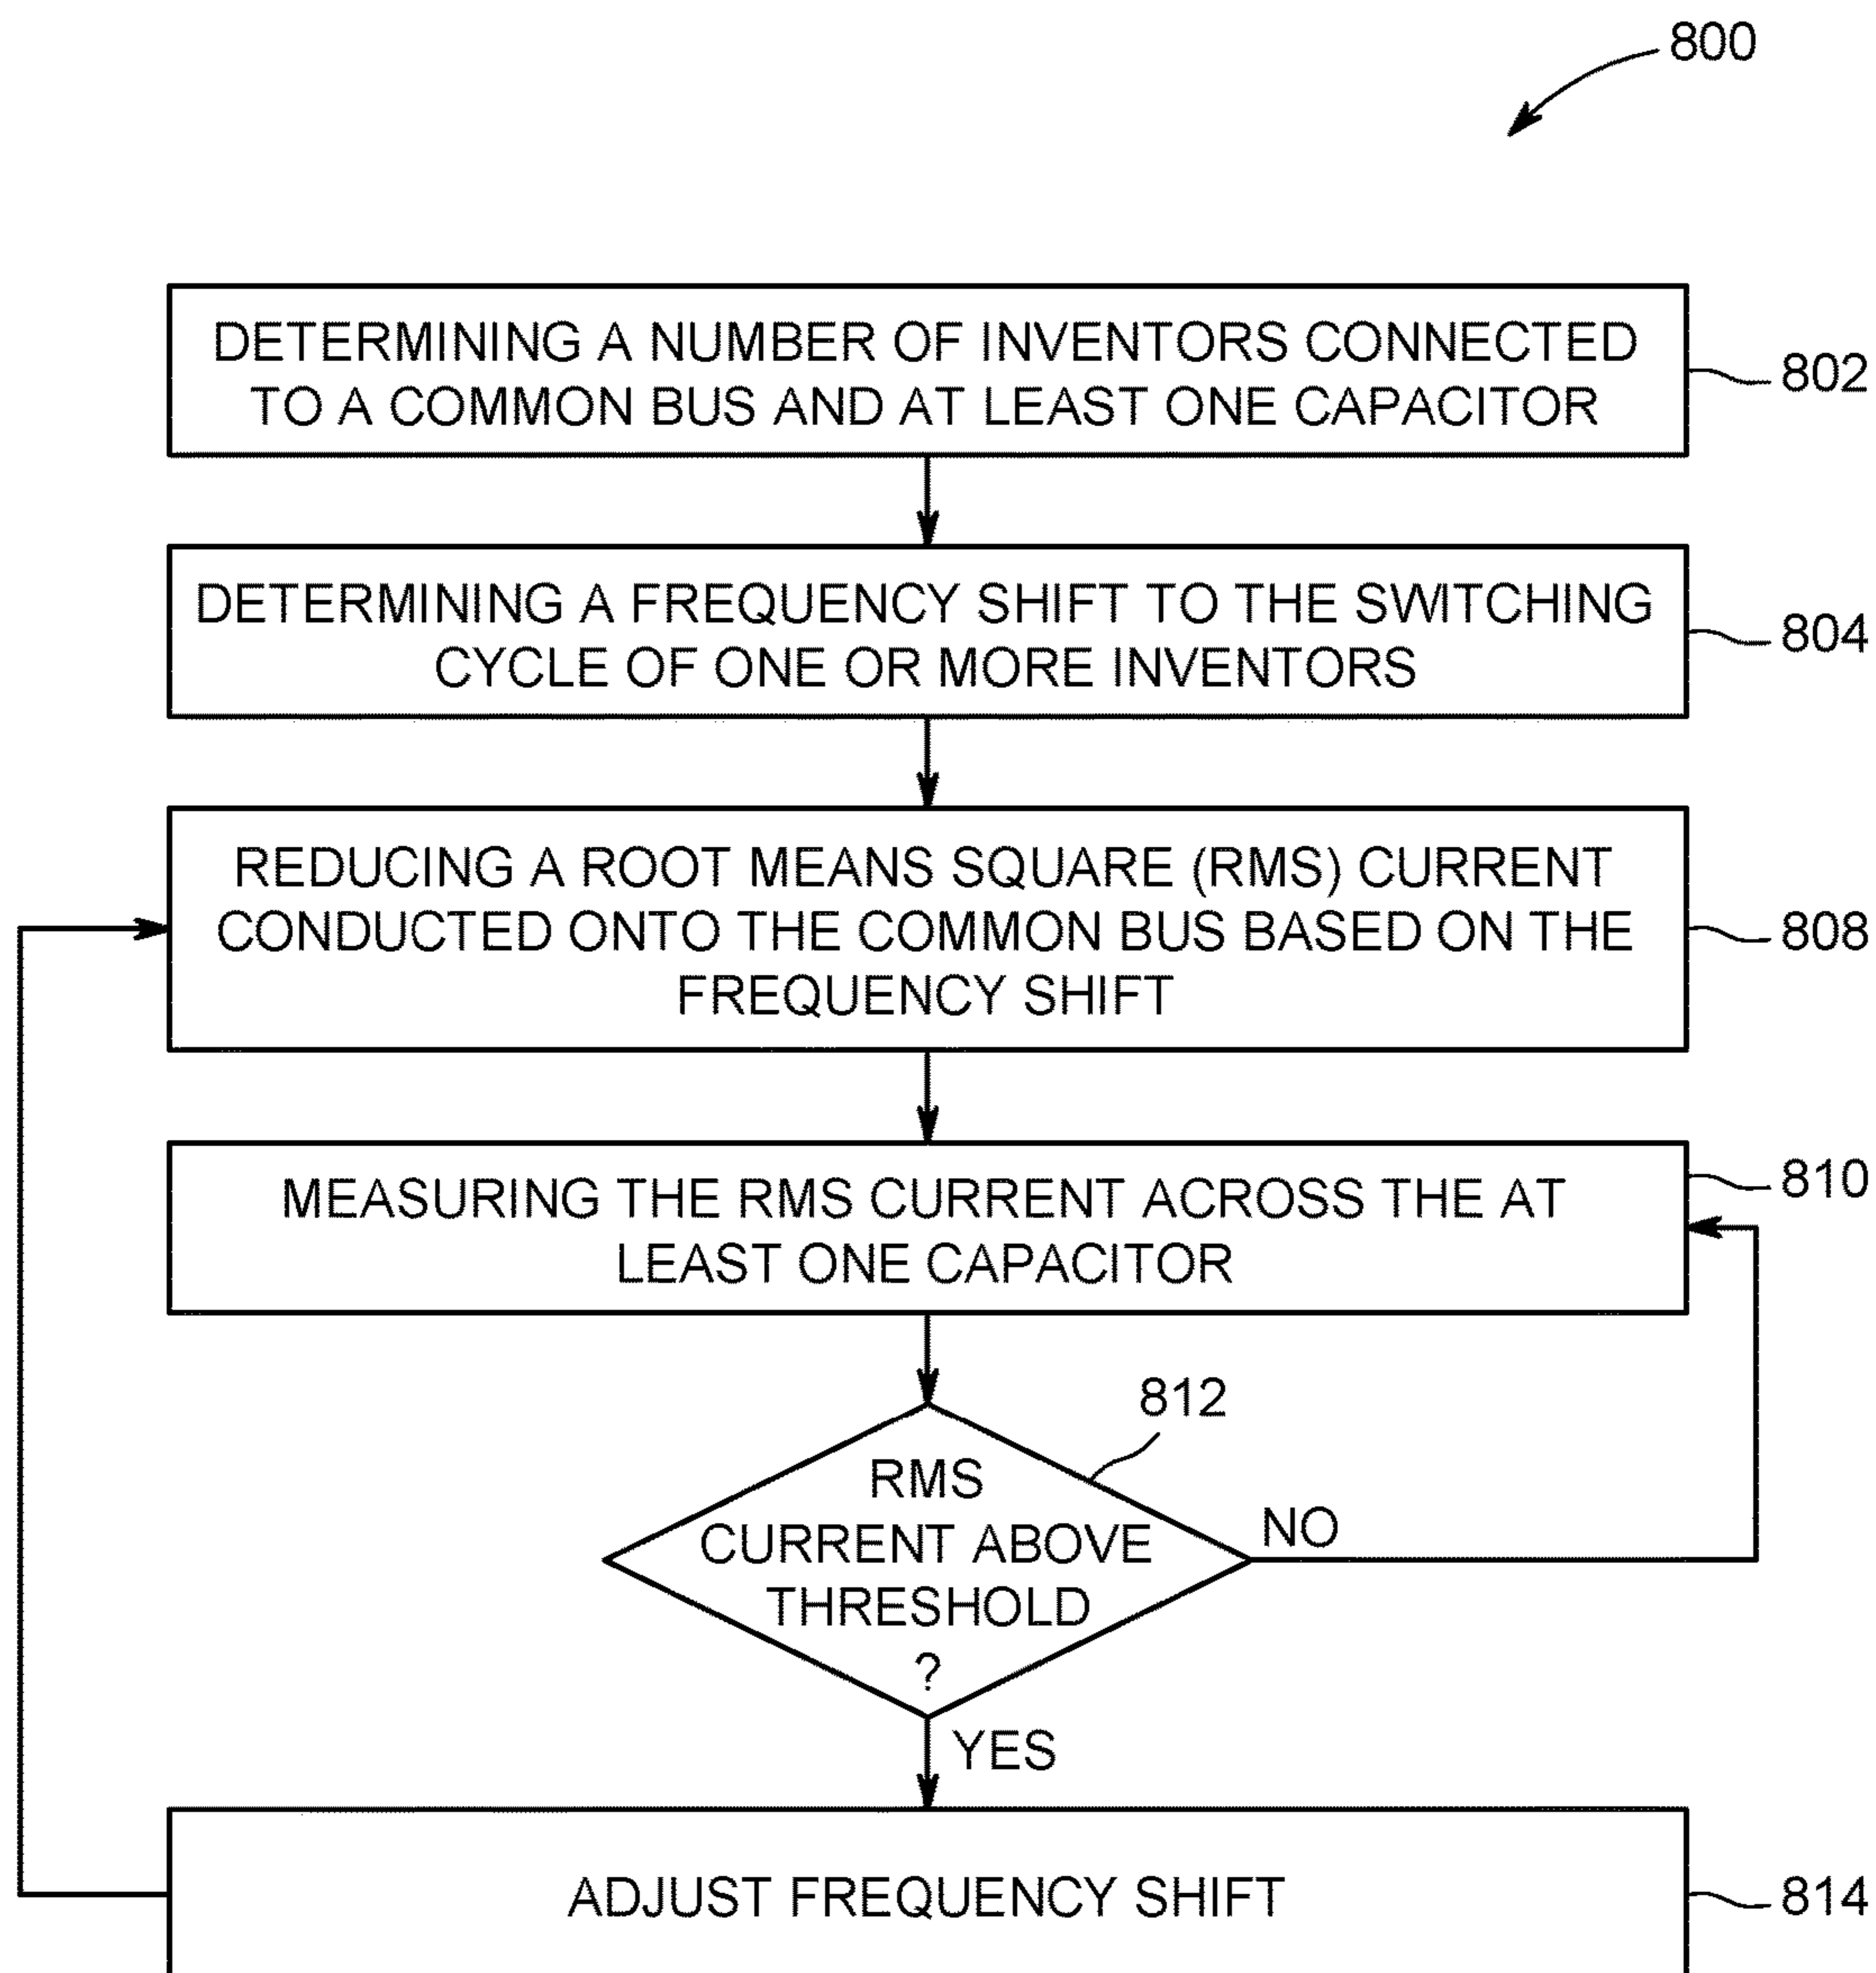 800
DETERMINING A NUMBER OF INVENTORS CONNECTED
TO A COMMON BUS AND AT LEAST ONE CAPACITOR
802
DETERMINING A FREQUENCY SHIFT TO THE SWITCHING
CYCLE OF ONE OR MORE INVENTORS
804
REDUCING A ROOT MEANS SQUARE (RMS) CURRENT
CONDUCTED ONTO THE COMMON BUS BASED ON THE
FREQUENCY SHIFT
808
MEASURING THE RMS CURRENT ACROSS THE AT
LEAST ONE CAPACITOR
810
812
RMS
CURRENT ABOVE
THRESHOLD
?
NO
YES
ADJUST FREQUENCY SHIFT
814